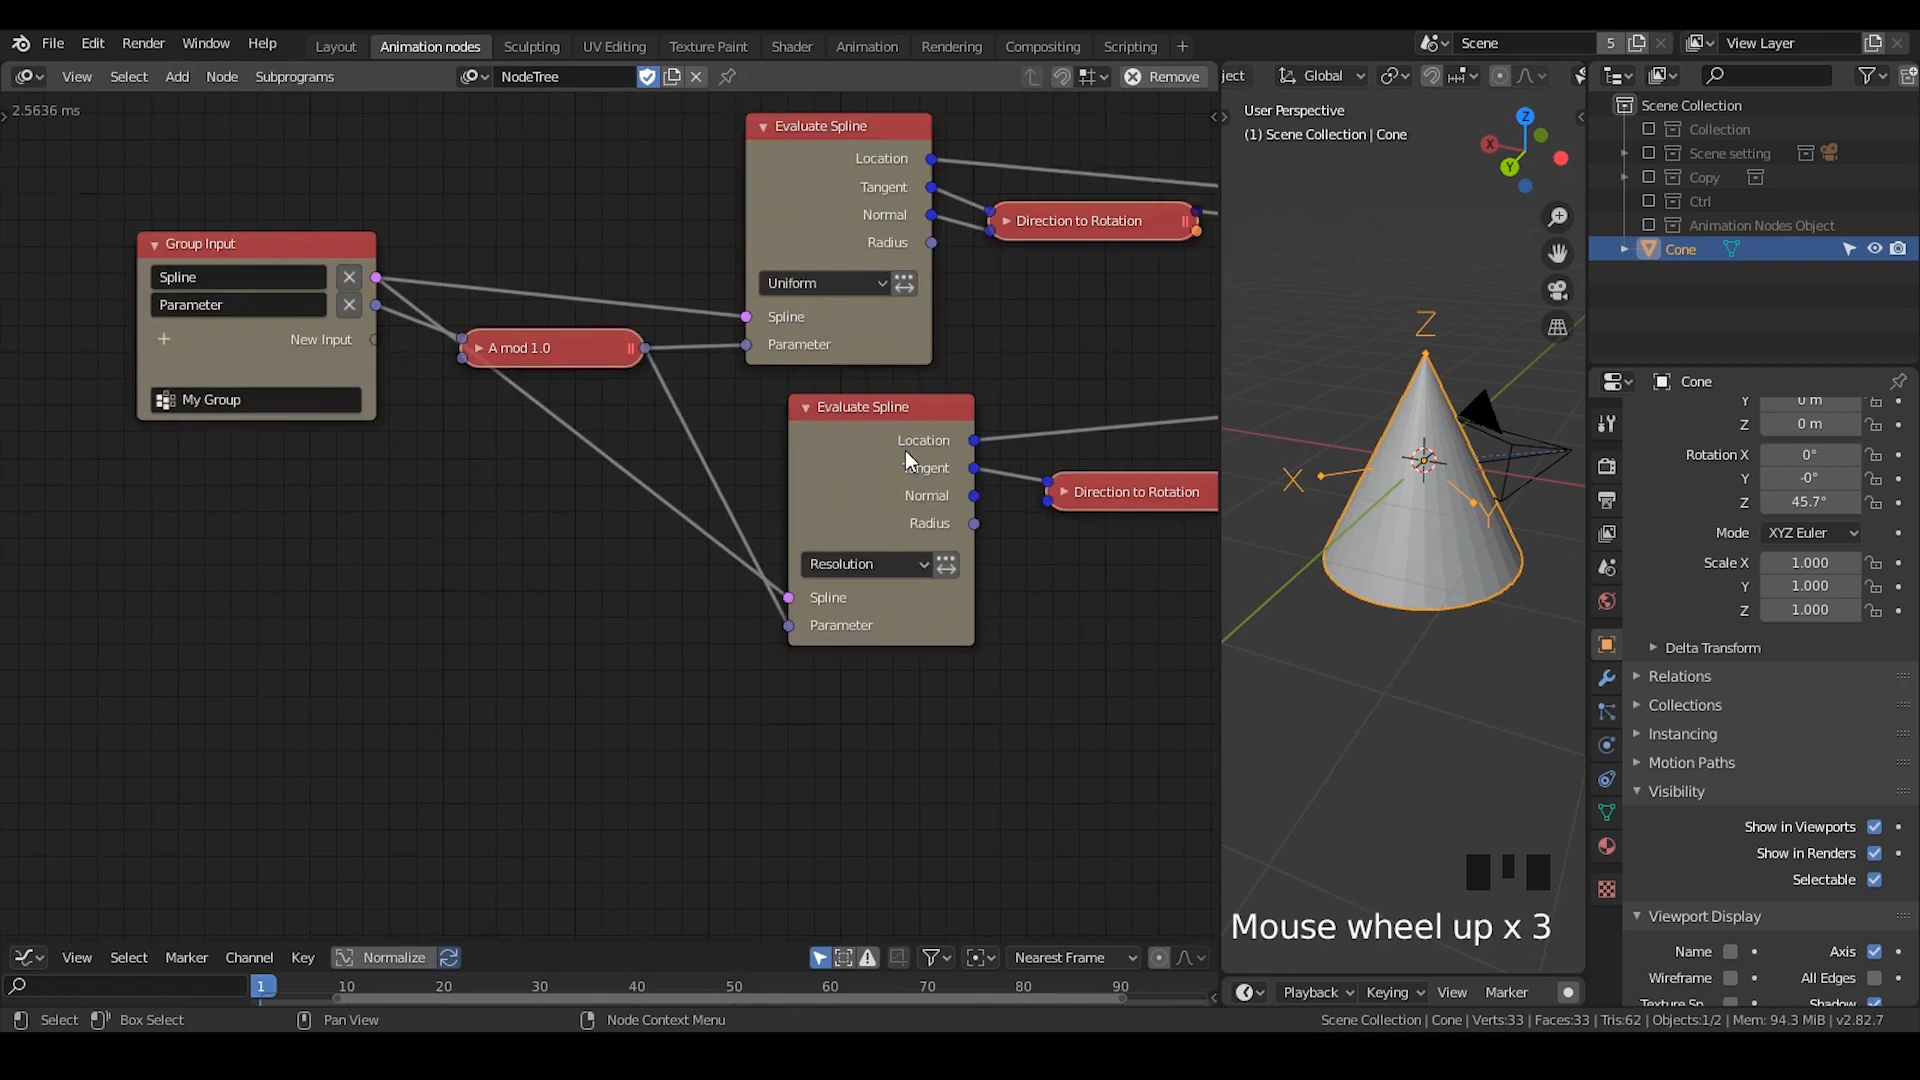 File Edit Render Window Help Layout Animation nodes Sculpting UV Editing Texture Paint Shader Animation Rendering Compositing Scripting + Scene 5 View Layer
View Select Add Node Subprograms NodeTree Remove ject Global
2.5636 ms
User Perspective
(1) Scene Collection | Cone
Scene Collection
Collection
Scene setting
Copy
Ctrl
Animation Nodes Object
Cone
Evaluate Spline
Location
Tangent
Normal
Radius
Uniform
Spline
Parameter
Direction to Rotation
Group Input
Spline
Parameter
New Input
My Group
A mod 1.0
Evaluate Spline
Location
Tangent
Normal
Radius
Resolution
Spline
Parameter
Direction to Rotation
Z
X
Y
Z
X
Y
Mouse wheel up x 3
Cone
Y 0 m
Z 0 m
Rotation X 0°
Y -0°
Z 45.7°
Mode XYZ Euler
Scale X 1.000
Y 1.000
Z 1.000
Delta Transform
Relations
Collections
Instancing
Motion Paths
Visibility
Show in Viewports
Show in Renders
Selectable
Viewport Display
Name Axis
Wireframe All Edges
Texture Sp Shadow
View Select Marker Channel Key Normalize Nearest Frame
1 10 20 30 40 50 60 70 80 90
Playback Keying View Marker
Select Box Select Pan View Node Context Menu Scene Collection | Cone | Verts:33 | Faces:33 | Tris:62 | Objects:1/2 | Mem: 94.3 MiB | v2.82.7